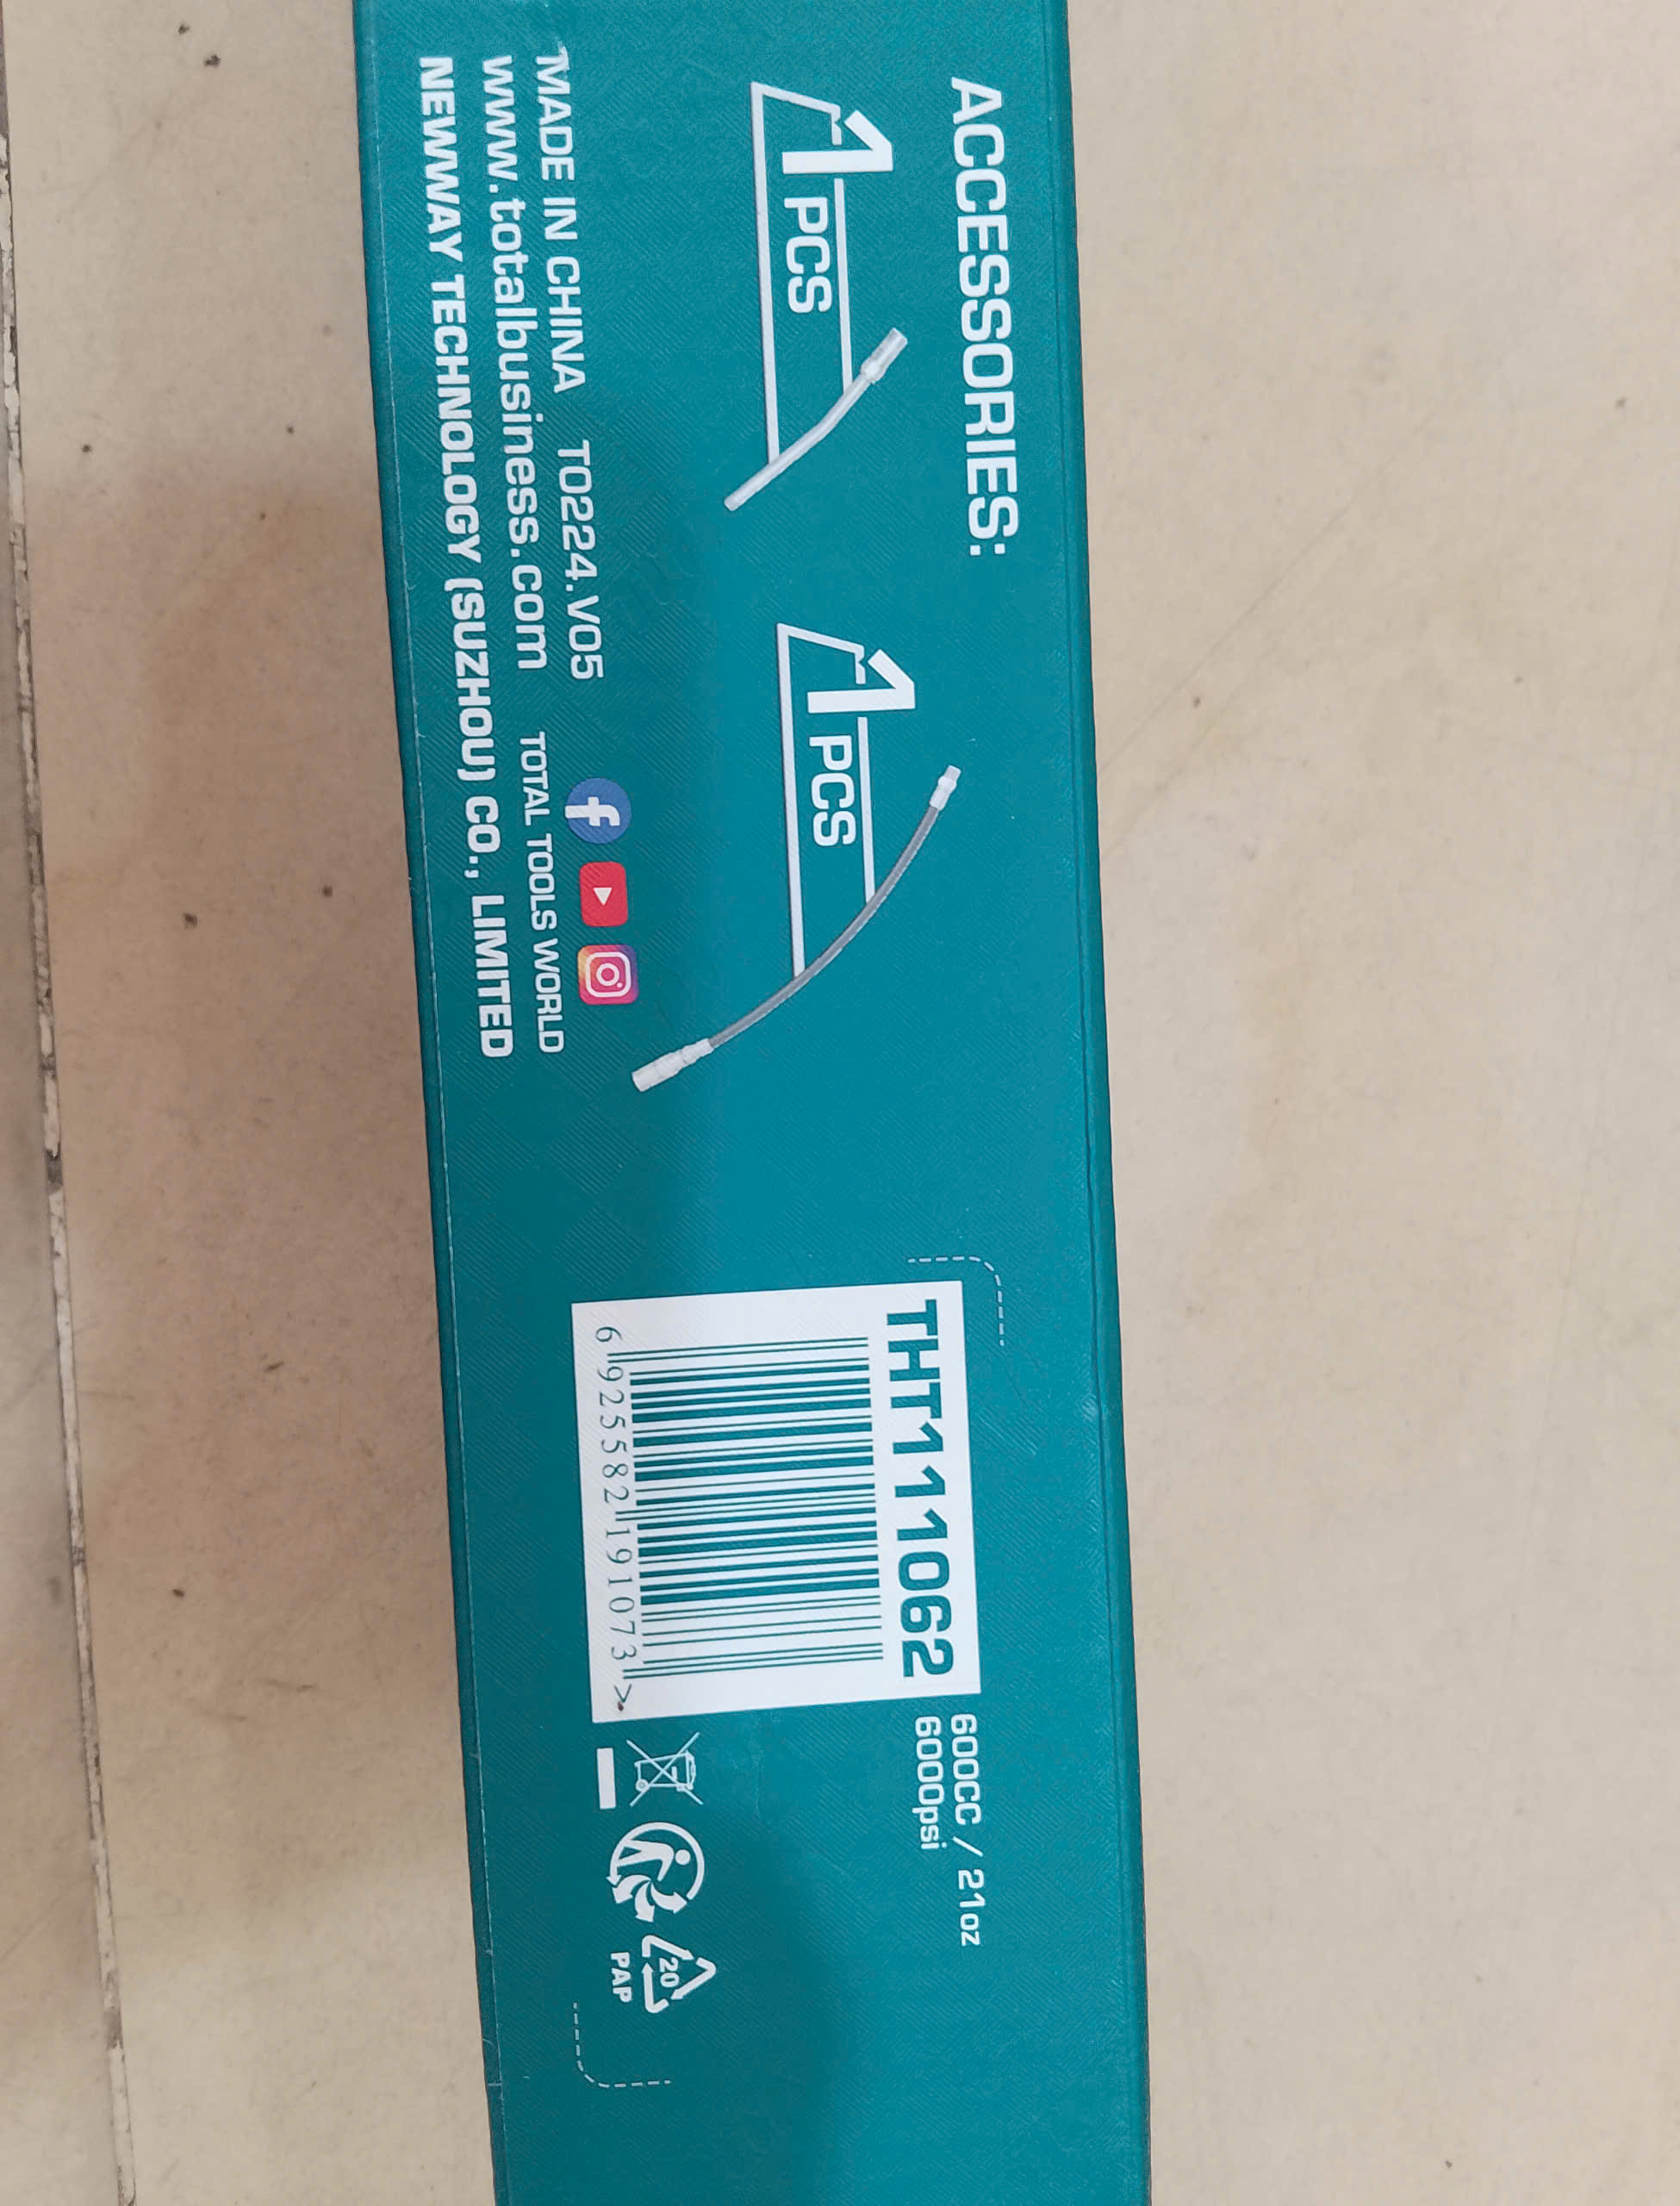 ACCESSORIES:
1 PCS
1 PCS
MADE IN CHINA T0224.V05
www.totalbusiness.com TOTAL TOOLS WORLD
NEWWAY TECHNOLOGY (SUZHOU) CO., LIMITED
THT111062
600CC / 21oz
6000psi
6 925582 191073 >
20
PAP